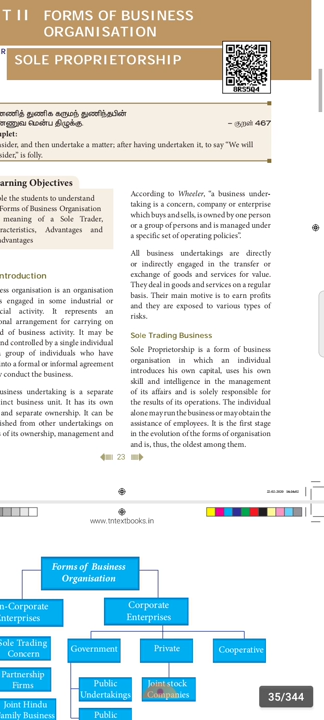 T II FORMS OF BUSINESS
ORGANISATION
R
SOLE PROPRIETORSHIP
8RS5Q4
ணித் துணிக கருமந் துணிந்தபின்
ணுவ மென்ப திழுக்கு.
– குறள் 467
plet:
sider, and then undertake a matter; after having undertaken it, to say “We will
sider,” is folly.
arning Objectives
ble the students to understand
Forms of Business Organisation
meaning of a Sole Trader,
racteristics, Advantages and
advantages
ntroduction
ess organisation is an organisation
s engaged in some industrial or
cial activity. It represents an
onal arrangement for carrying on
d of business activity. It may be
nd controlled by a single individual
group of individuals who have
into a formal or informal agreement
y conduct the business.
usiness undertaking is a separate
inct business unit. It has its own
and separate ownership. It can be
ished from other undertakings on
s of its ownership, management and
According to Wheeler, “a business under-
taking is a concern, company or enterprise
which buys and sells, is owned by one person
or a group of persons and is managed under
a specific set of operating policies”.
All business undertakings are directly
or indirectly engaged in the transfer or
exchange of goods and services for value.
They deal in goods and services on a regular
basis. Their main motive is to earn profits
and they are exposed to various types of
risks.
Sole Trading Business
Sole Proprietorship is a form of business
organisation in which an individual
introduces his own capital, uses his own
skill and intelligence in the management
of its affairs and is solely responsible for
the results of its operations. The individual
alone may run the business or may obtain the
assistance of employees. It is the first stage
in the evolution of the forms of organisation
and is, thus, the oldest among them.
23
www.tntextbooks.in
Forms of Business
Organisation
n-Corporate
nterprises
Corporate
Enterprises
Sole Trading
Concern
Government
Private
Cooperative
Partnership
Firms
Public
Undertakings
Joint stock
Companies
Joint Hindu
Family Business
Public
35/344